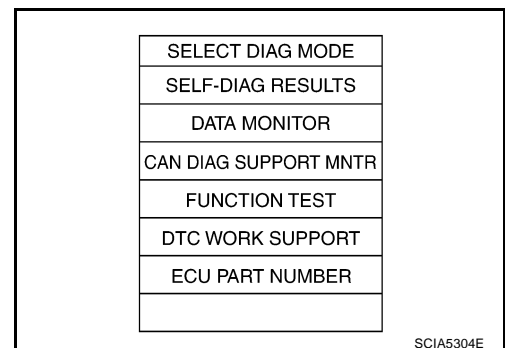 SELECT DIAG MODE
SELF-DIAG RESULTS
DATA MONITOR
CAN DIAG SUPPORT MNTR
FUNCTION TEST
DTC WORK SUPPORT
ECU PART NUMBER
SCIA5304E